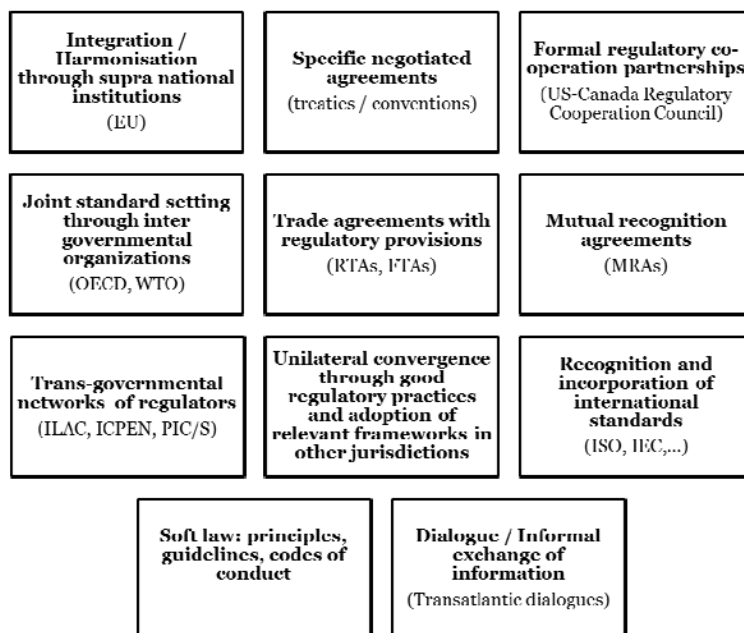 Integration /
Harmonisation
through supra national
institutions
(EU)
Specific negotiated
agreements
(treaties / conventions)
Formal regulatory co-
operation partnerships
(US-Canada Regulatory
Cooperation Council)
Joint standard setting
through inter
governmental
organizations
(OECD, WTO)
Trade agreements with
regulatory provisions
(RTAs, FTAs)
Mutual recognition
agreements
(MRAs)
Trans-governmental
networks of regulators
(ILAC, ICPEN, PIC/S)
Unilateral convergence
through good
regulatory practices
and adoption of
relevant frameworks in
other jurisdictions
Recognition and
incorporation of
international
standards
(ISO, IEC,...)
Soft law: principles,
guidelines, codes of
conduct
Dialogue / Informal
exchange of
information
(Transatlantic dialogues)